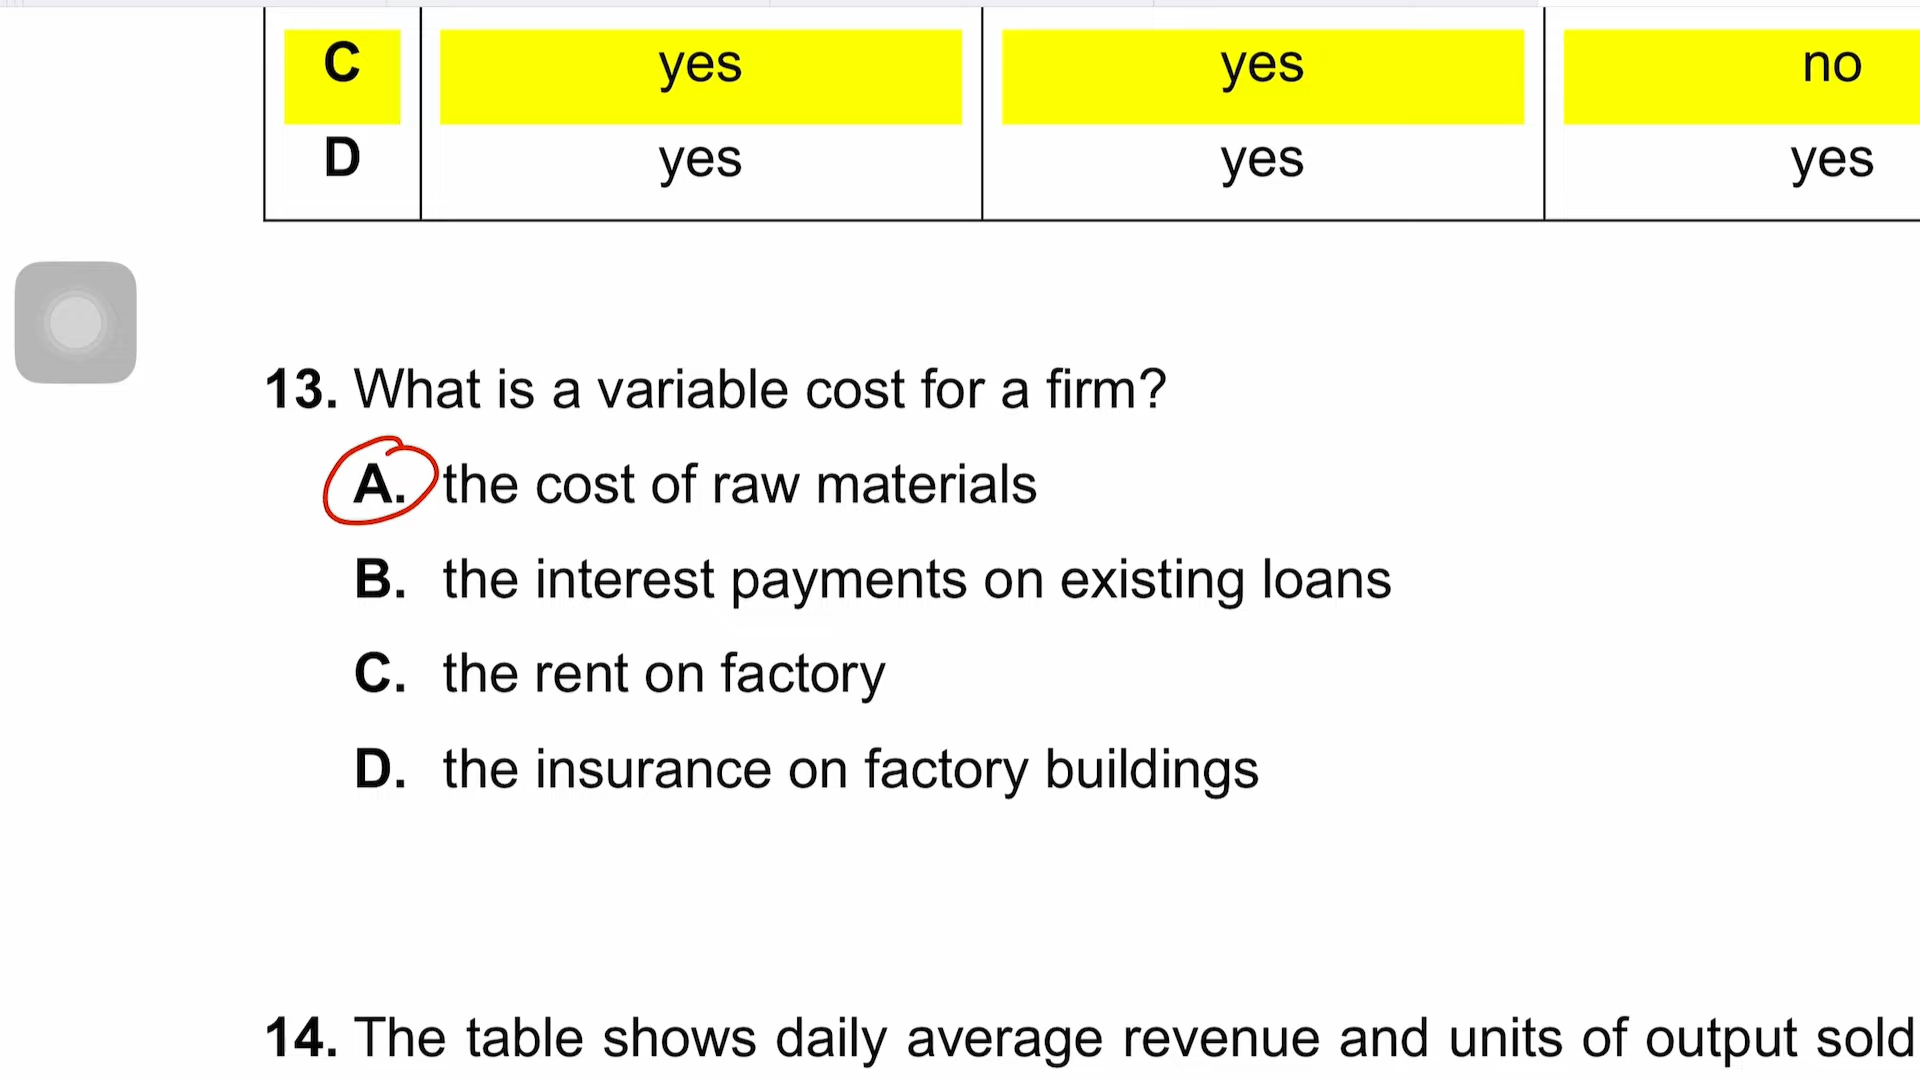 C yes yes no
D yes yes yes
13. What is a variable cost for a firm?
A. the cost of raw materials
B. the interest payments on existing loans
C. the rent on factory
D. the insurance on factory buildings
14. The table shows daily average revenue and units of output sold